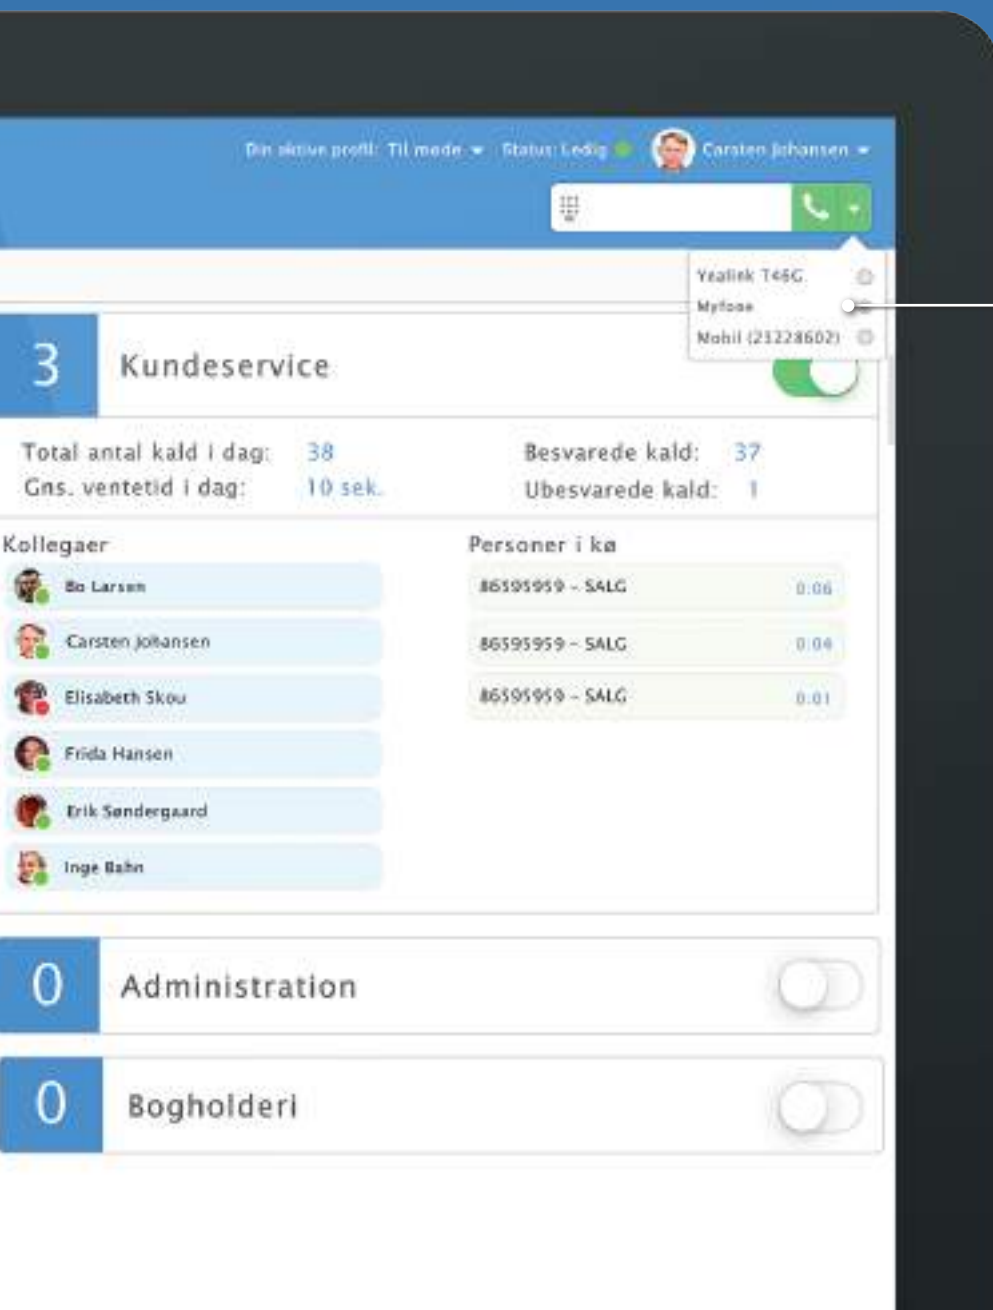 Din aktive profil: Til møde Status: Ledig Carsten Johansen
Yealink T46G
Myfone
Mobil (23228602)
3 Kundeservice
Total antal kald i dag: 38 Besvarede kald: 37
Gns. ventetid i dag: 10 sek. Ubesvarede kald: 1
Kollegaer
Bo Larsen
Carsten Johansen
Elisabeth Skou
Frida Hansen
Erik Søndergaard
Inge Bahn
Personer i kø
86595959 – SALG 0:06
86595959 – SALG 0:04
86595959 – SALG 0:01
0 Administration
0 Bogholderi